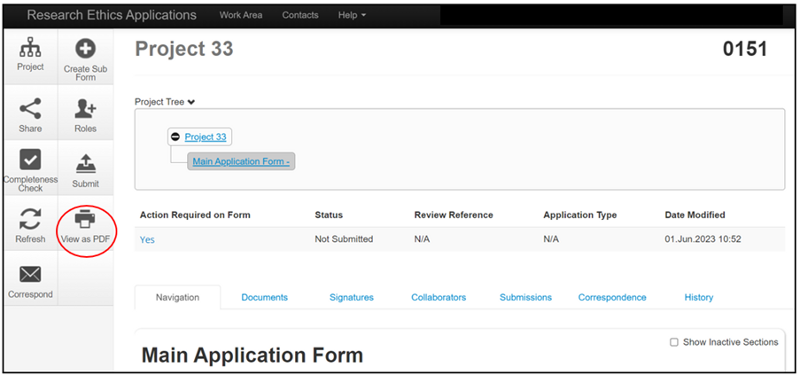 Research Ethics Applications Work Area Contacts Help
Project
Create Sub Form
Share
Roles
Completeness Check
Submit
Refresh
View as PDF
Correspond
Project 33 0151
Project Tree
Project 33
Main Application Form -
Action Required on Form Status Review Reference Application Type Date Modified
Yes Not Submitted N/A N/A 01.Jun.2023 10:52
Navigation Documents Signatures Collaborators Submissions Correspondence History
Show Inactive Sections
Main Application Form